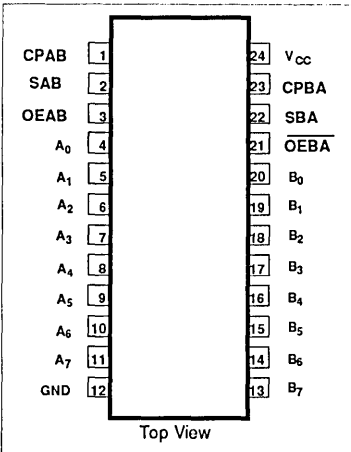 CPAB 1 24 V_CC
SAB 2 23 CPBA
OEAB 3 22 SBA
A₀ 4 21 O̅E̅B̅A̅
A₁ 5 20 B₀
A₂ 6 19 B₁
A₃ 7 18 B₂
A₄ 8 17 B₃
A₅ 9 16 B₄
A₆ 10 15 B₅
A₇ 11 14 B₆
GND 12 13 B₇
Top View